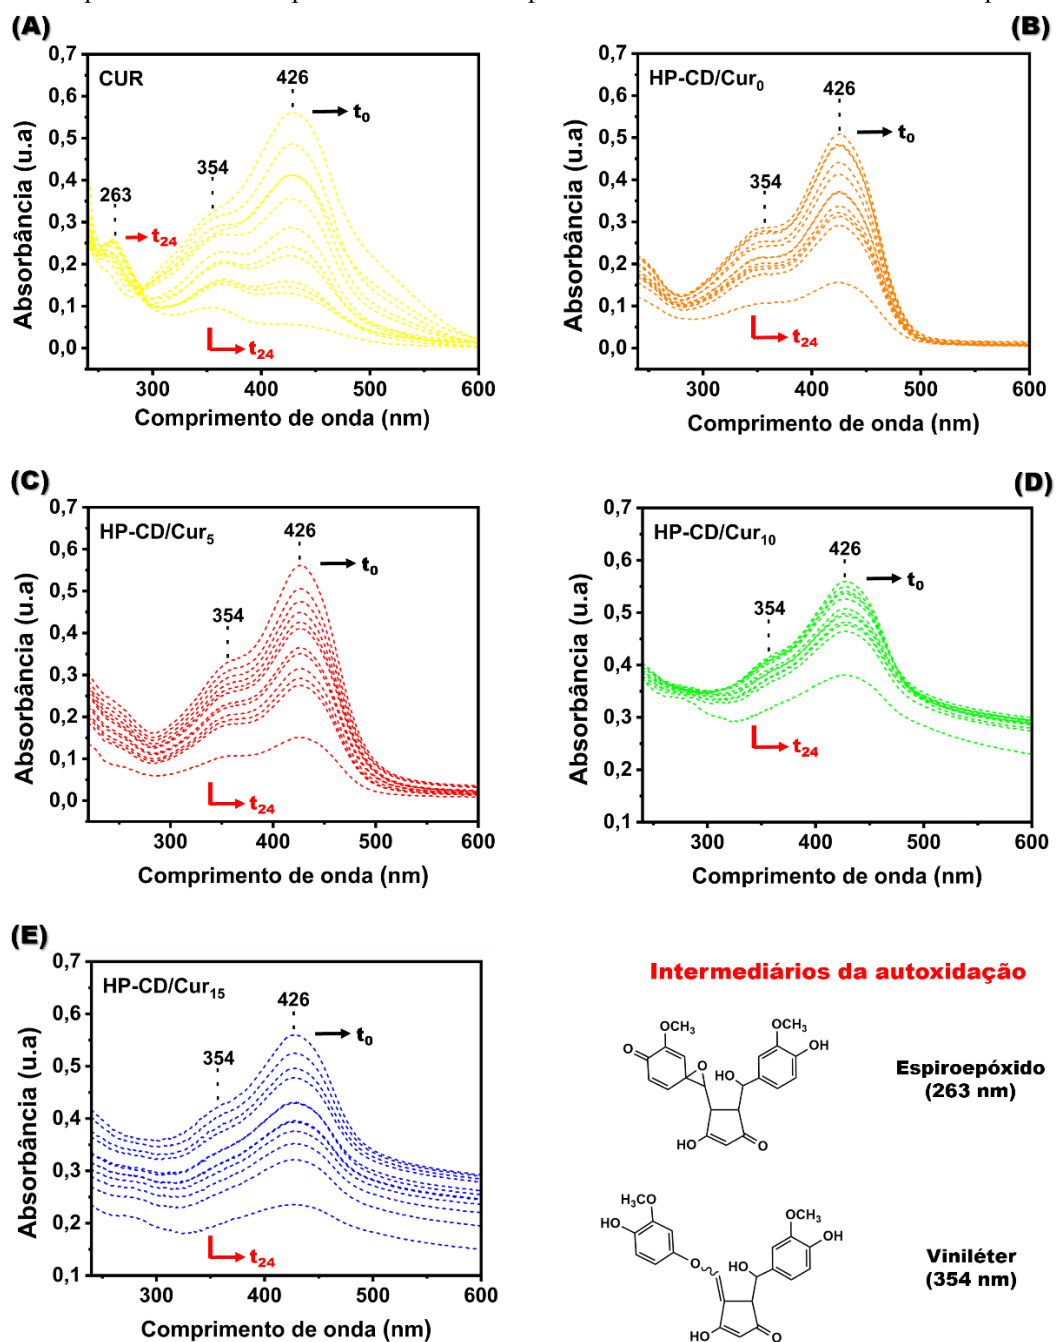 (A)
CUR
426
t₀
354
263
t₂₄
t₂₄
0,7
0,6
0,5
0,4
0,3
0,2
0,1
0,0
Absorbância (u.a)
300 400 500 600
Comprimento de onda (nm)
(B)
HP-CD/Cur₀
426
t₀
354
t₂₄
0,7
0,6
0,5
0,4
0,3
0,2
0,1
0,0
Absorbância (u.a)
300 400 500 600
Comprimento de onda (nm)
(C)
HP-CD/Cur₅
426
t₀
354
t₂₄
0,7
0,6
0,5
0,4
0,3
0,2
0,1
0,0
Absorbância (u.a)
300 400 500 600
Comprimento de onda (nm)
(D)
HP-CD/Cur₁₀
426
t₀
354
t₂₄
0,7
0,6
0,5
0,4
0,3
0,2
0,1
Absorbância (u.a)
300 400 500 600
Comprimento de onda (nm)
(E)
HP-CD/Cur₁₅
426
t₀
354
t₂₄
0,7
0,6
0,5
0,4
0,3
0,2
0,1
Absorbância (u.a)
300 400 500 600
Comprimento de onda (nm)
Intermediários da autoxidação
OCH₃
O
O
HO
OCH₃
OH
HO
O
Espiroepóxido
(263 nm)
H₃CO
HO
O
HO
OCH₃
OH
HO
O
Viniléter
(354 nm)